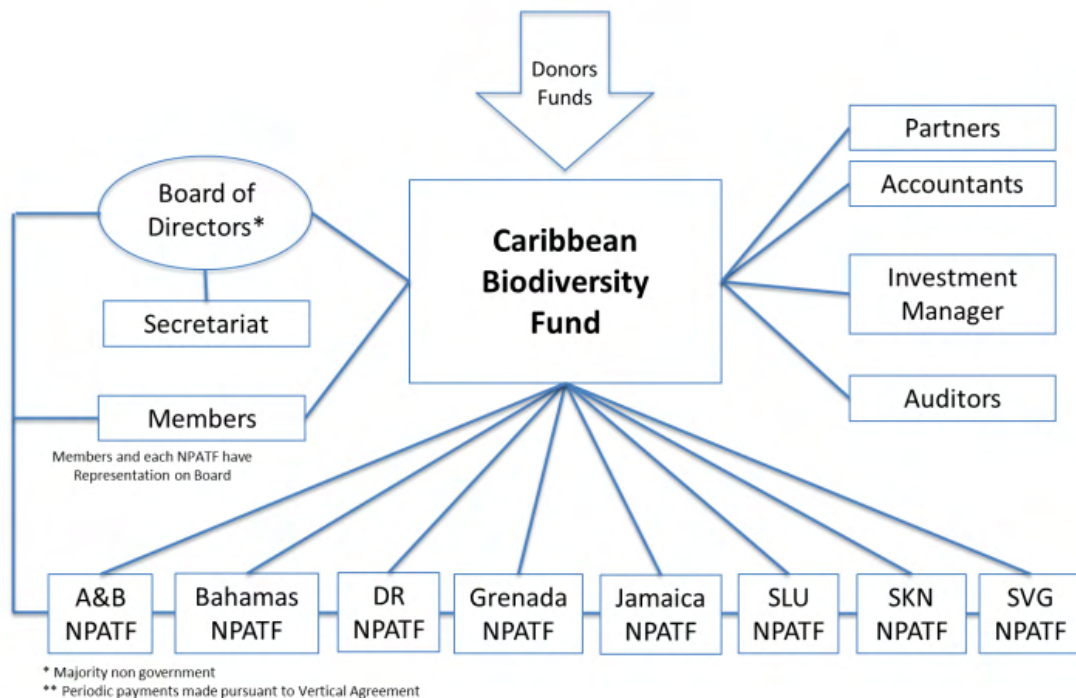 Donors
Funds
Partners
Accountants
Board of
Directors*
Caribbean
Biodiversity
Fund
Investment
Manager
Secretariat
Members
Auditors
Members and each NPATF have
Representation on Board
A&B
NPATF
Bahamas
NPATF
DR
NPATF
Grenada
NPATF
Jamaica
NPATF
SLU
NPATF
SKN
NPATF
SVG
NPATF
* Majority non government
** Periodic payments made pursuant to Vertical Agreement